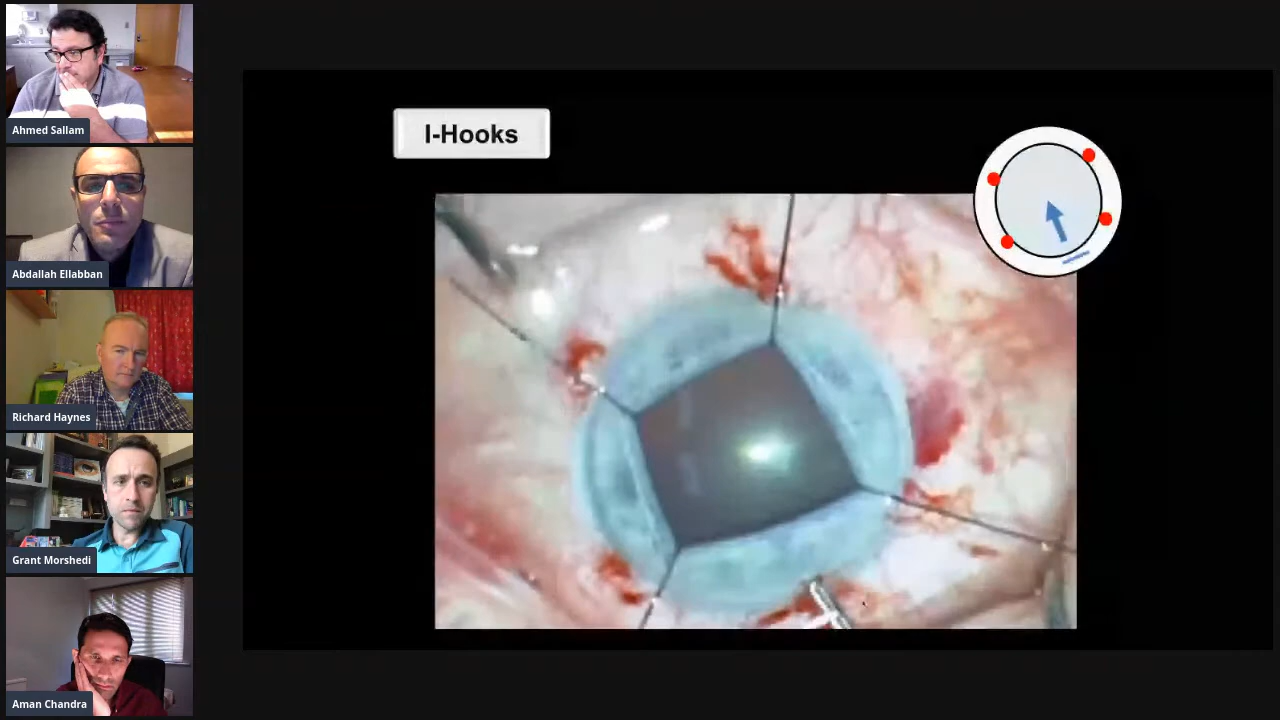 Ahmed Sallam
Abdallah Ellabban
Richard Haynes
Grant Morshedi
Aman Chandra
I-Hooks